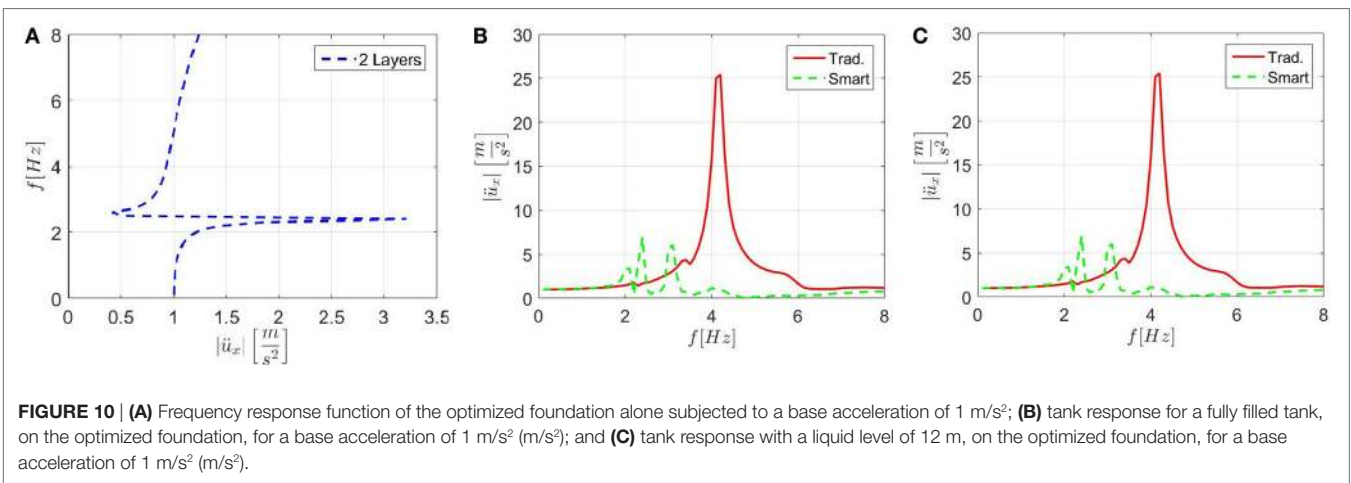 A
8
6
4
2
0
f[Hz]
2 Layers
0 0.5 1 1.5 2 2.5 3 3.5
|üₓ| [m/s²]
B
30
25
20
15
10
5
0
|üₓ| [m/s²]
Trad.
Smart
2 4 6 8
f[Hz]
C
30
25
20
15
10
5
0
|üₓ| [m/s²]
Trad.
Smart
2 4 6 8
f[Hz]
FIGURE 10 | (A) Frequency response function of the optimized foundation alone subjected to a base acceleration of 1 m/s²; (B) tank response for a fully filled tank,
on the optimized foundation, for a base acceleration of 1 m/s² (m/s²); and (C) tank response with a liquid level of 12 m, on the optimized foundation, for a base
acceleration of 1 m/s² (m/s²).